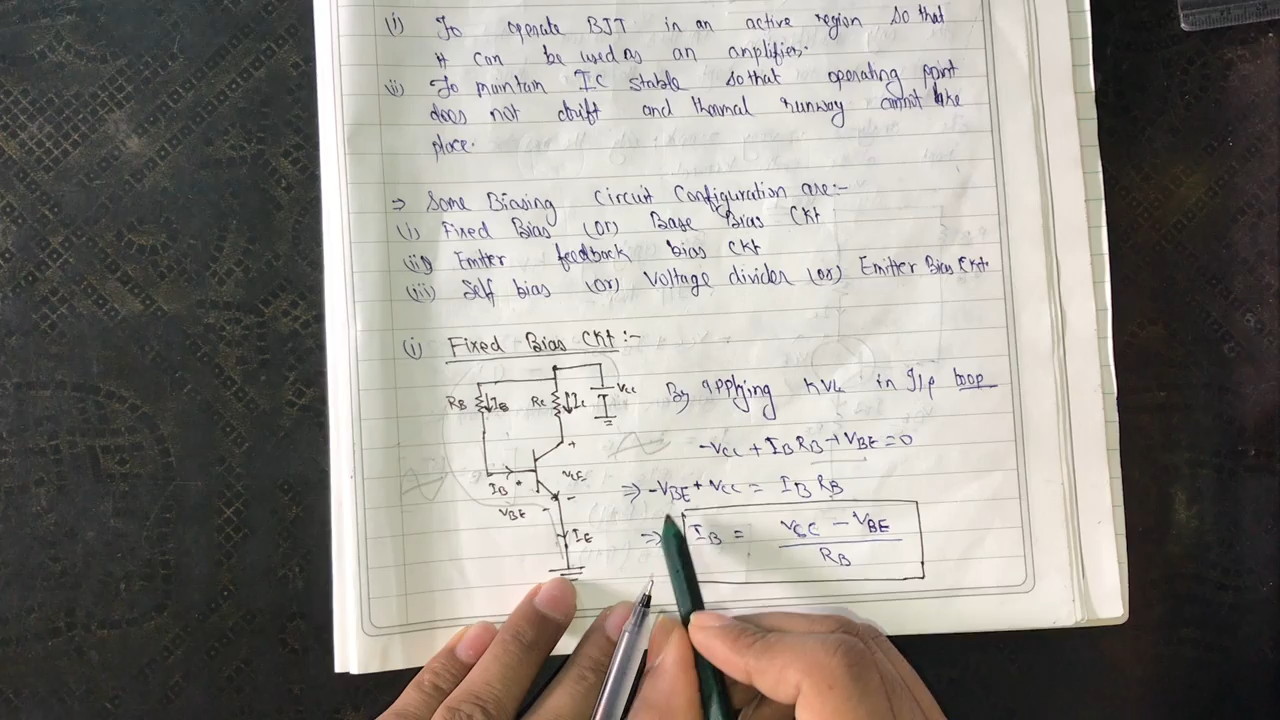 (i) To operate BJT in an active region so that
it can be used as an amplifier.
(ii) To maintain IC stable so that operating point
does not drift and thermal runway cannot take
place.
⇒ Some Biasing Circuit Configuration are:-
(i) Fixed Bias (or) Base Bias Ckt
(ii) Emitter feedback bias Ckt
(iii) Self bias (or) Voltage divider (or) Emitter Bias Ckt.
(i) Fixed Bias Ckt:-
RB IB RC IC VCC
By applying KVL in I/p loop
+
-VCC + IB RB + VBE = 0
VCE
IB + -
⇒ -VBE + VCC = IB RB
VBE -
IE
⇒ IB = VCC - VBE
RB